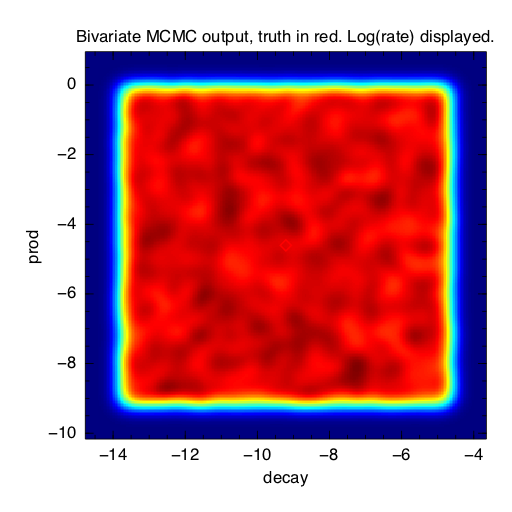 Bivariate MCMC output, truth in red. Log(rate) displayed.
0
−2
−4
−6
−8
−10
prod
−14 −12 −10 −8 −6 −4
decay